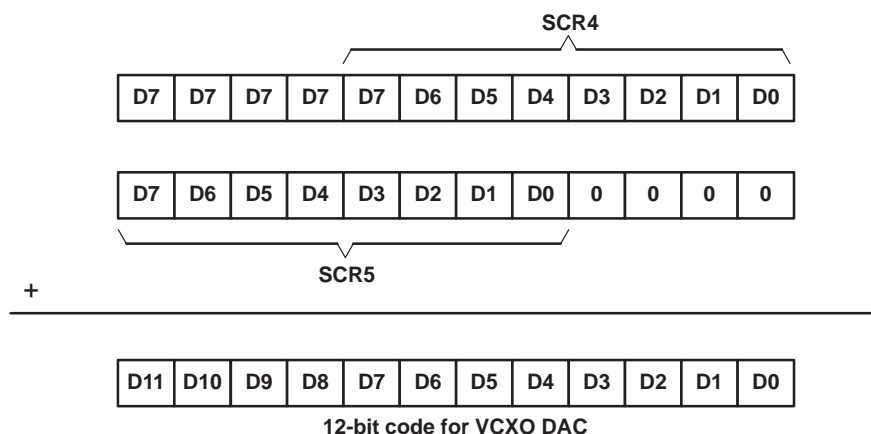 SCR4
D7 D7 D7 D7 D7 D6 D5 D4 D3 D2 D1 D0
D7 D6 D5 D4 D3 D2 D1 D0 0 0 0 0
SCR5
+
D11 D10 D9 D8 D7 D6 D5 D4 D3 D2 D1 D0
12-bit code for VCXO DAC